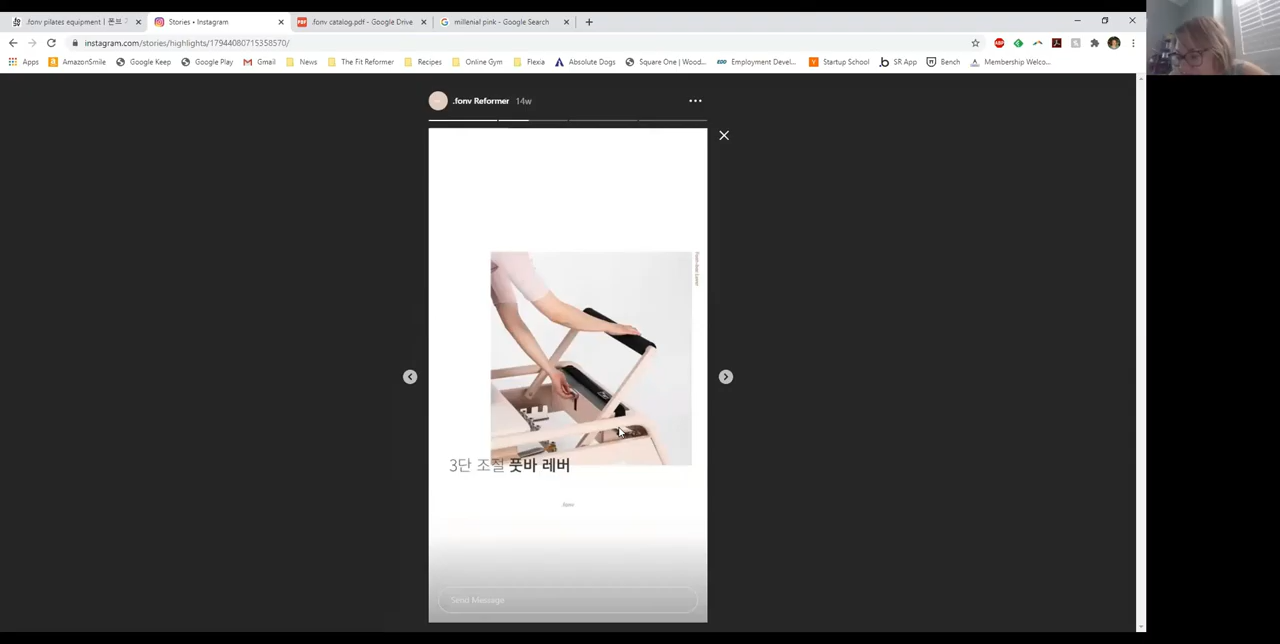 .fonv pilates equipment | 폰브 
Stories • Instagram
.fonv catalog.pdf - Google Drive
millenial pink - Google Search
instagram.com/stories/highlights/17944080715358570/
Apps
AmazonSmile
Google Keep
Google Play
Gmail
News
The Fit Reformer
Recipes
Online Gym
Flexia
Absolute Dogs
Square One | Wood...
Employment Devel...
Startup School
SR App
Bench
Membership Welco...
.fonv Reformer 14w
3단 조절 풋바 레버
.fonv
Send Message